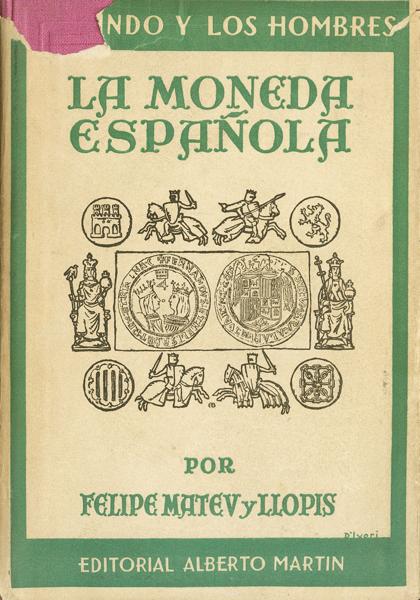 NDO Y LOS HOMBRES
LA MONEDA
ESPAÑOLA
POR
FELIPE MATEV y LLOPIS
EDITORIAL ALBERTO MARTIN